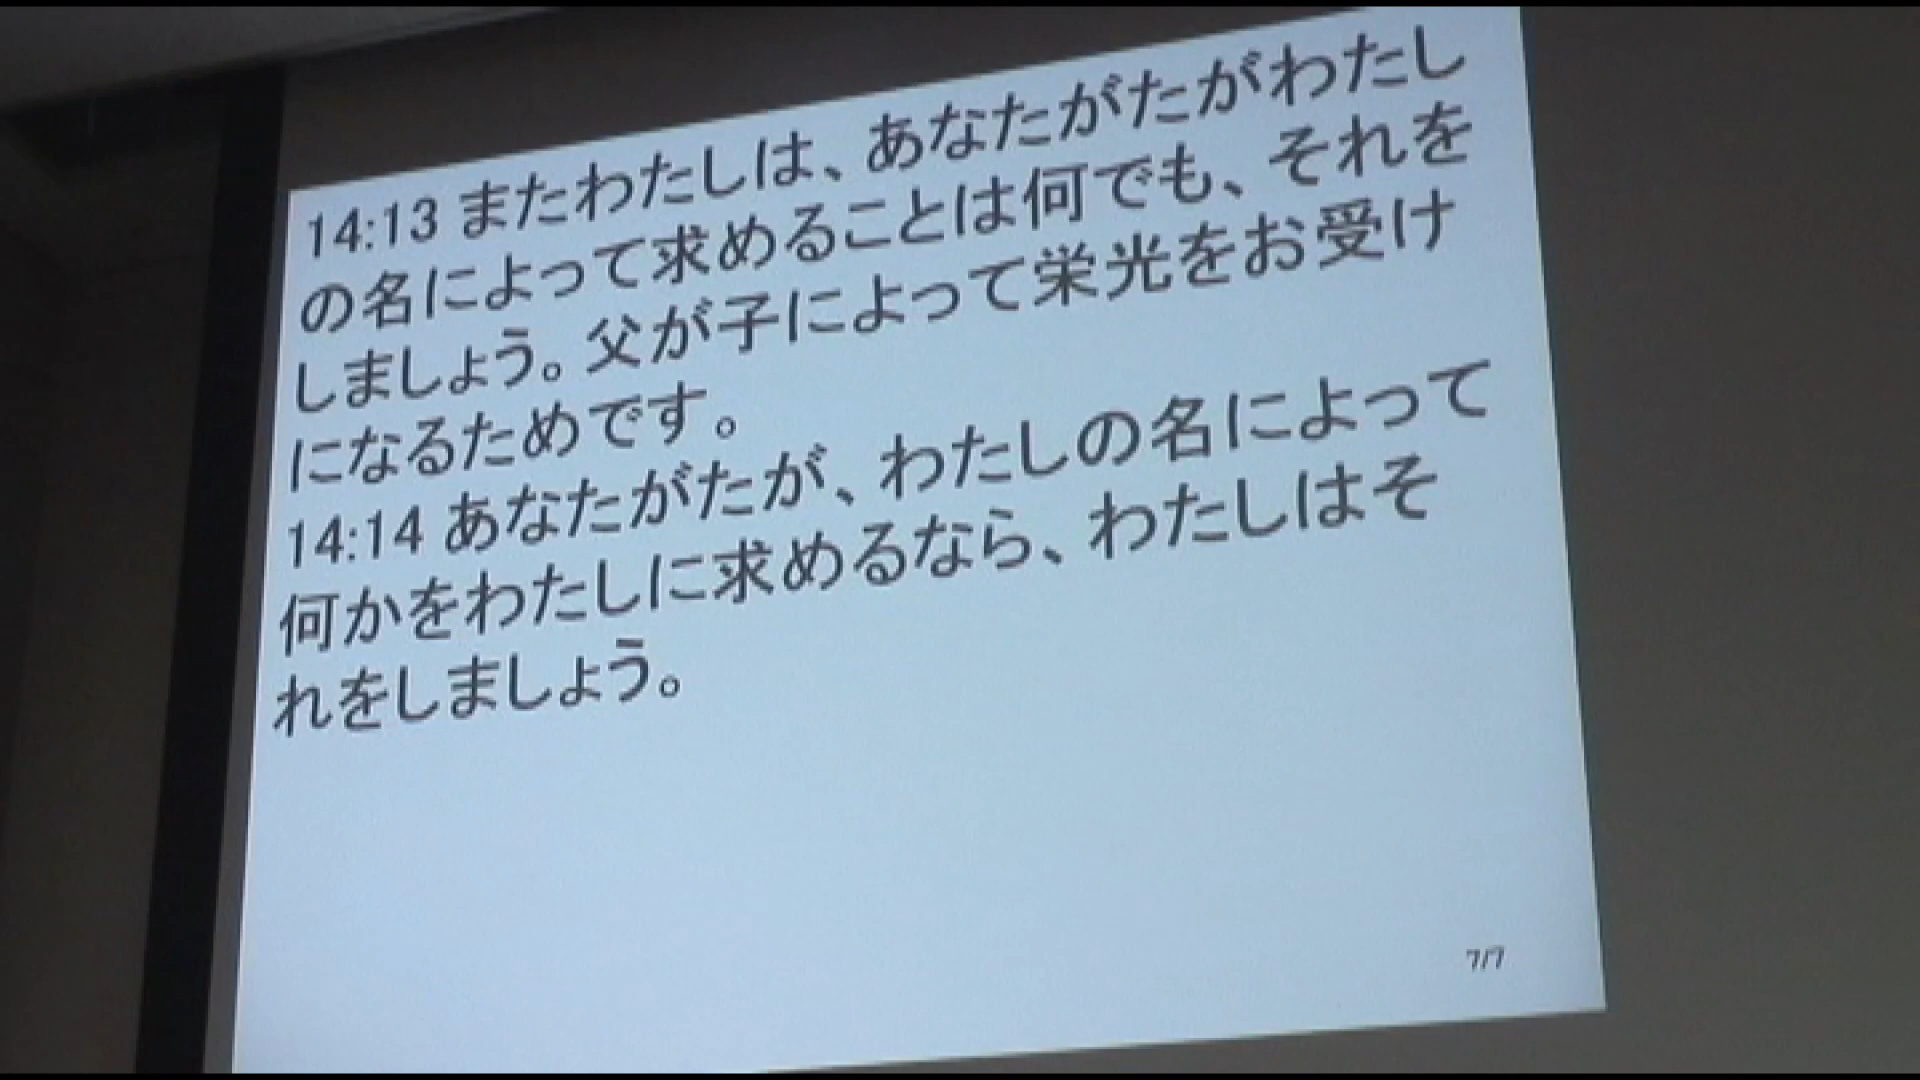 14:13 またわたしは、あなたがたがわたし
の名によって求めることは何でも、それを
しましょう。父が子によって栄光をお受け
になるためです。
14:14 あなたがたが、わたしの名によって
何かをわたしに求めるなら、わたしはそ
れをしましょう。
7/7